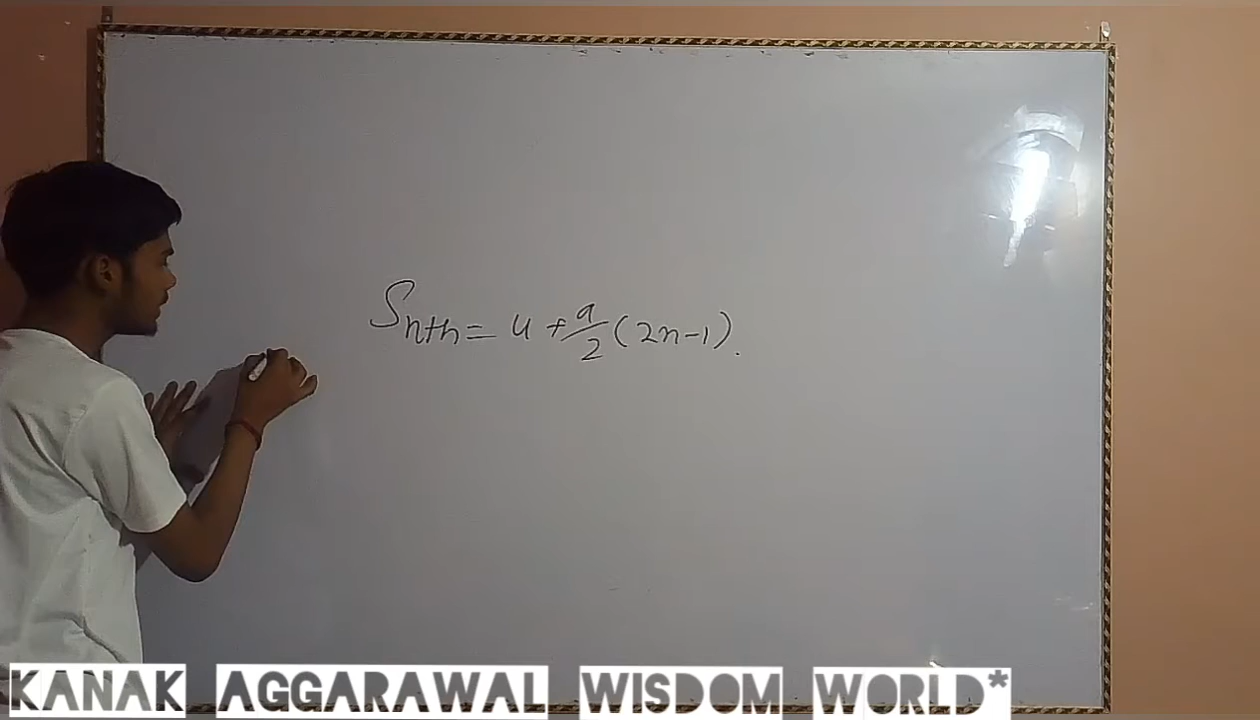 Snth = u + a/2 (2n-1).
KANAK AGGARAWAL WISDOM WORLD*